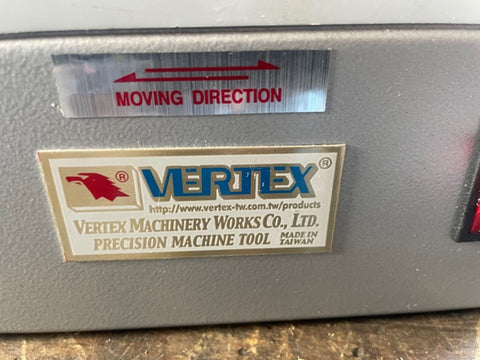 MOVING DIRECTION
® VERTEX ®
http://www.vertex-tw.com.tw/products
VERTEX MACHINERY WORKS CO., LTD.
PRECISION MACHINE TOOL MADE IN TAIWAN